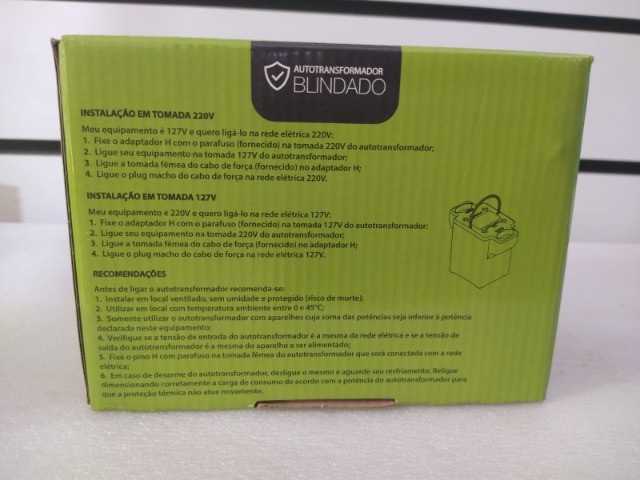 AUTOTRANSFORMADOR
BLINDADO
INSTALAÇÃO EM TOMADA 220V
Meu equipamento é 127V e quero ligá-lo na rede elétrica 220V:
1. Fixe o adaptador H com o parafuso (fornecido) na tomada 220V do autotransformador;
2. Ligue seu equipamento na tomada 127V do autotransformador;
3. Ligue a tomada fêmea do cabo de força (fornecido) no adaptador H;
4. Ligue o plug macho do cabo de força na rede elétrica 220V.
INSTALAÇÃO EM TOMADA 127V
Meu equipamento é 220V e quero ligá-lo na rede elétrica 127V:
1. Fixe o adaptador H com o parafuso (fornecido) na tomada 127V do autotransformador;
2. Ligue seu equipamento na tomada 220V do autotransformador;
3. Ligue a tomada fêmea do cabo de força (fornecido) no adaptador H;
4. Ligue o plug macho do cabo de força na rede elétrica 127V.
RECOMENDAÇÕES
Antes de ligar o autotransformador recomenda-se:
1. Instalar em local ventilado, sem umidade e protegido (risco de morte);
2. Utilizar em local com temperatura ambiente entre 0 e 45°C;
3. Somente utilizar o autotransformador com aparelhos cuja soma das potências seja inferior à potência
declarada neste equipamento;
4. Verifique se a tensão de entrada do autotransformador é a mesma da rede elétrica e se a tensão de
saída do autotransformador é a mesma do aparelho a ser alimentado;
5. Fixe o pino H com parafuso na tomada fêmea do autotransformador que será conectada com a rede
elétrica;
6. Em caso de desarme do autotransformador, desligue o mesmo e aguarde seu resfriamento. Religue
dimensionando corretamente a carga de consumo de acordo com a potência do autotransformador para
que a proteção térmica não atue novamente.